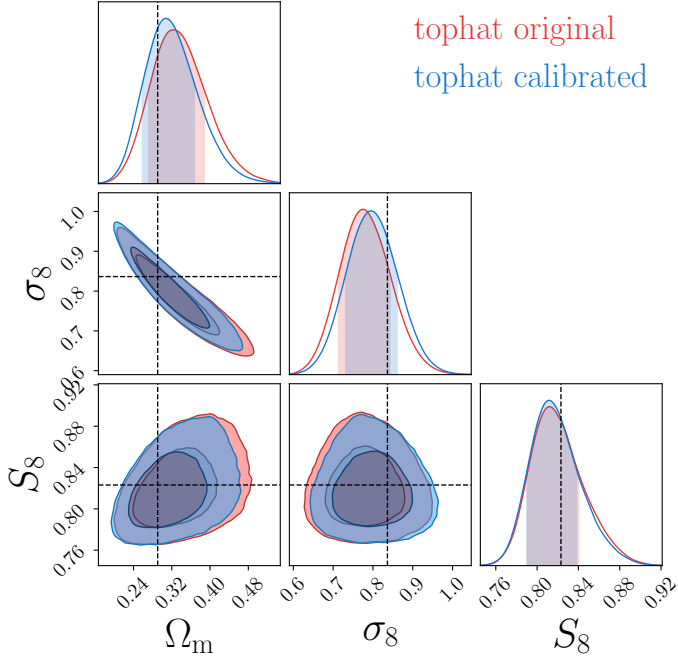 tophat original
tophat calibrated
1.0
0.9
0.8
0.7
0.6
σ₈
0.92
0.88
0.84
0.80
0.76
S₈
0.24 0.32 0.40 0.48
0.6 0.7 0.8 0.9 1.0
0.76 0.80 0.84 0.88 0.92
Ωₘ σ₈ S₈